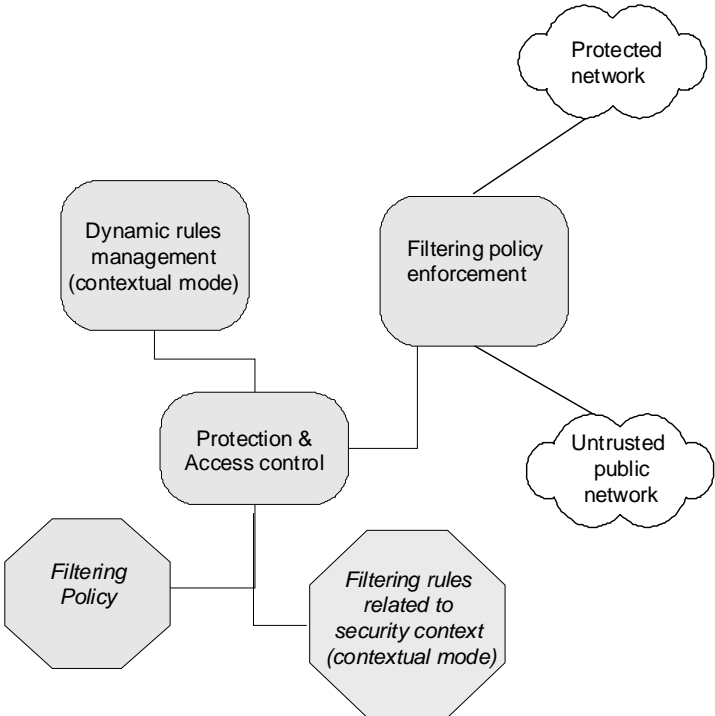 Protected
network
Dynamic rules
management
(contextual mode)
Filtering policy
enforcement
Protection &
Access control
Untrusted
public
network
Filtering
Policy
Filtering rules
related to
security context
(contextual mode)